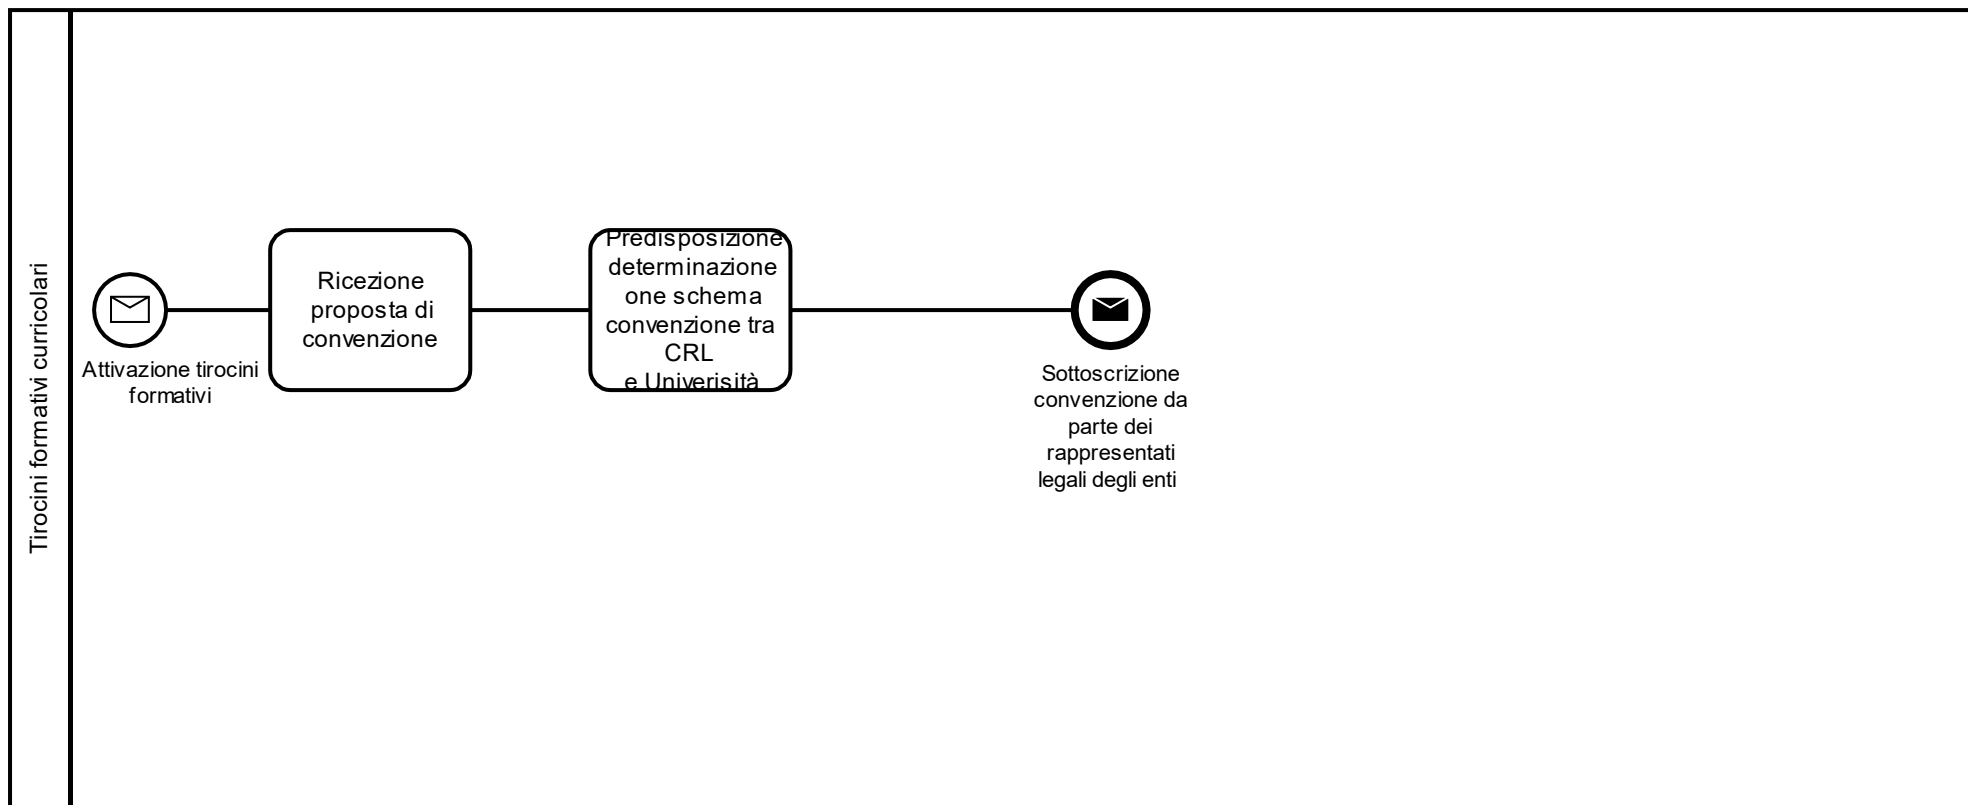 Tirocini formativi curricolari
Attivazione tirocini
formativi
Ricezione
proposta di
convenzione
Predisposizione
determinazione
one schema
convenzione tra
CRL
e Univerisità
Sottoscrizione
convenzione da
parte dei
rappresentati
legali degli enti